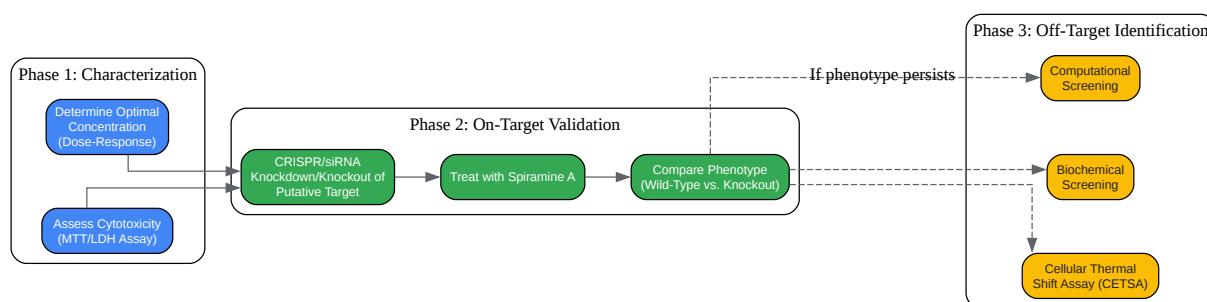 Phase 1: Characterization
Determine Optimal
Concentration
(Dose-Response)
Assess Cytotoxicity
(MTT/LDH Assay)
Phase 2: On-Target Validation
CRISPR/siRNA
Knockdown/Knockout of
Putative Target
Treat with Spiramine A
Compare Phenotype
(Wild-Type vs. Knockout)
If phenotype persists
Phase 3: Off-Target Identification
Computational
Screening
Biochemical
Screening
Cellular Thermal
Shift Assay (CETSA)